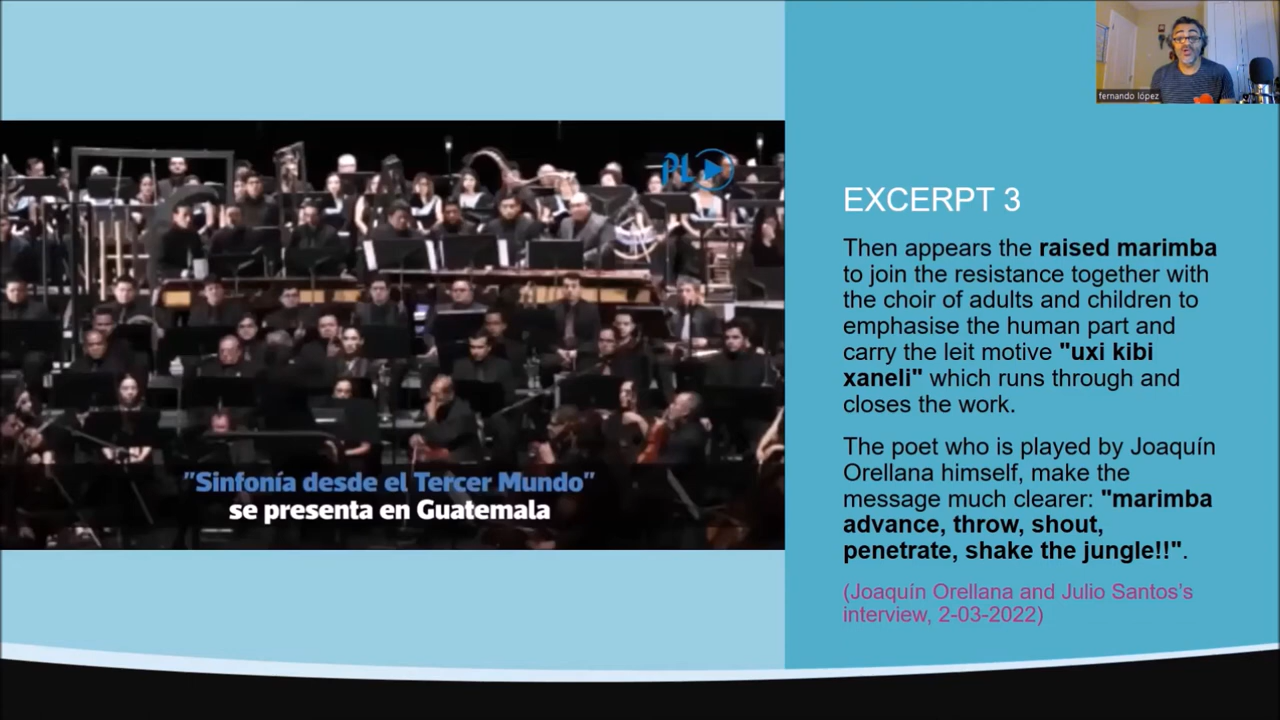 fernando lópez
PL
"Sinfonía desde el Tercer Mundo"
se presenta en Guatemala
EXCERPT 3
Then appears the raised marimba
to join the resistance together with
the choir of adults and children to
emphasise the human part and
carry the leit motive "uxi kibi
xaneli" which runs through and
closes the work.
The poet who is played by Joaquín
Orellana himself, make the
message much clearer: "marimba
advance, throw, shout,
penetrate, shake the jungle!!".
(Joaquín Orellana and Julio Santos's
interview, 2-03-2022)